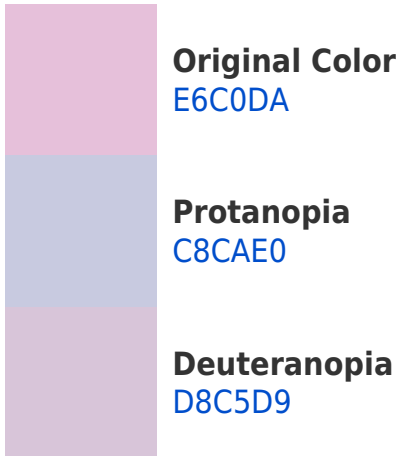 Original Color
E6C0DA
Protanopia
C8CAE0
Deuteranopia
D8C5D9